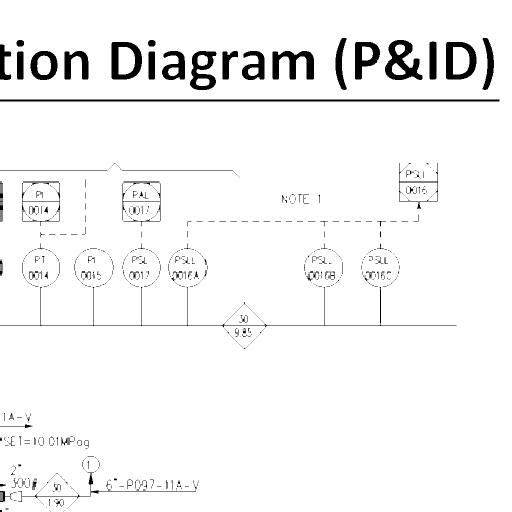 tion Diagram (P&ID)
PI
0014
PAL
0017
NOTE 1
PSLL
0016
PT
0014
PI
0015
PSL
0017
PSLL
0016A
PSLL
0016B
PSLL
0016C
30
9.85
11A-V
SET=10.01MPag
2"
300#
30
1.90
1
6"-P097-11A-V